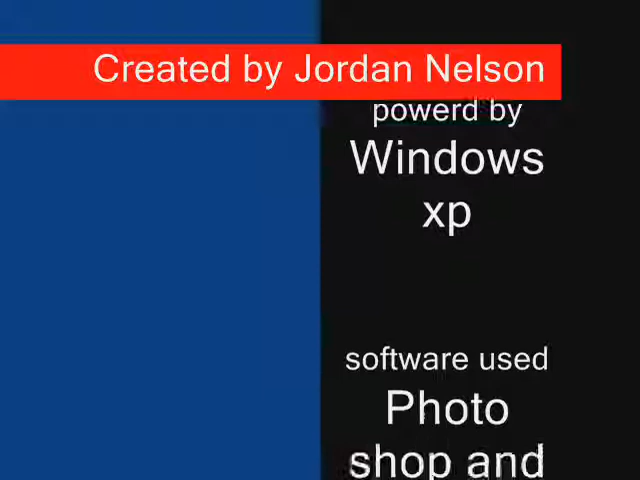 Created by Jordan Nelson
powerd by
Windows
xp
software used
Photo
shop and